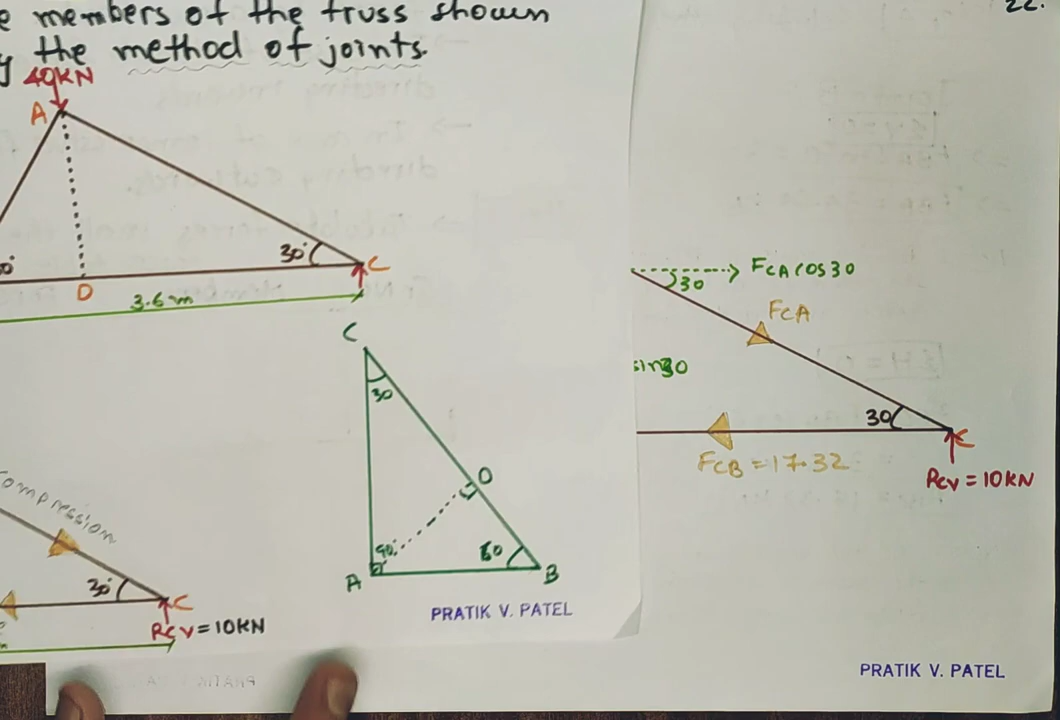 e members of the truss shown
y the method of joints.
22.
40KN
A
30°
C
D
3.6m
FCA cos30
30
FCA
sin30
30
C
FCB = 17.32
RCV = 10KN
C
30
D
90°
60
A
B
PRATIK V. PATEL
compression
30°
C
RCV = 10KN
PRATIK V. PATEL